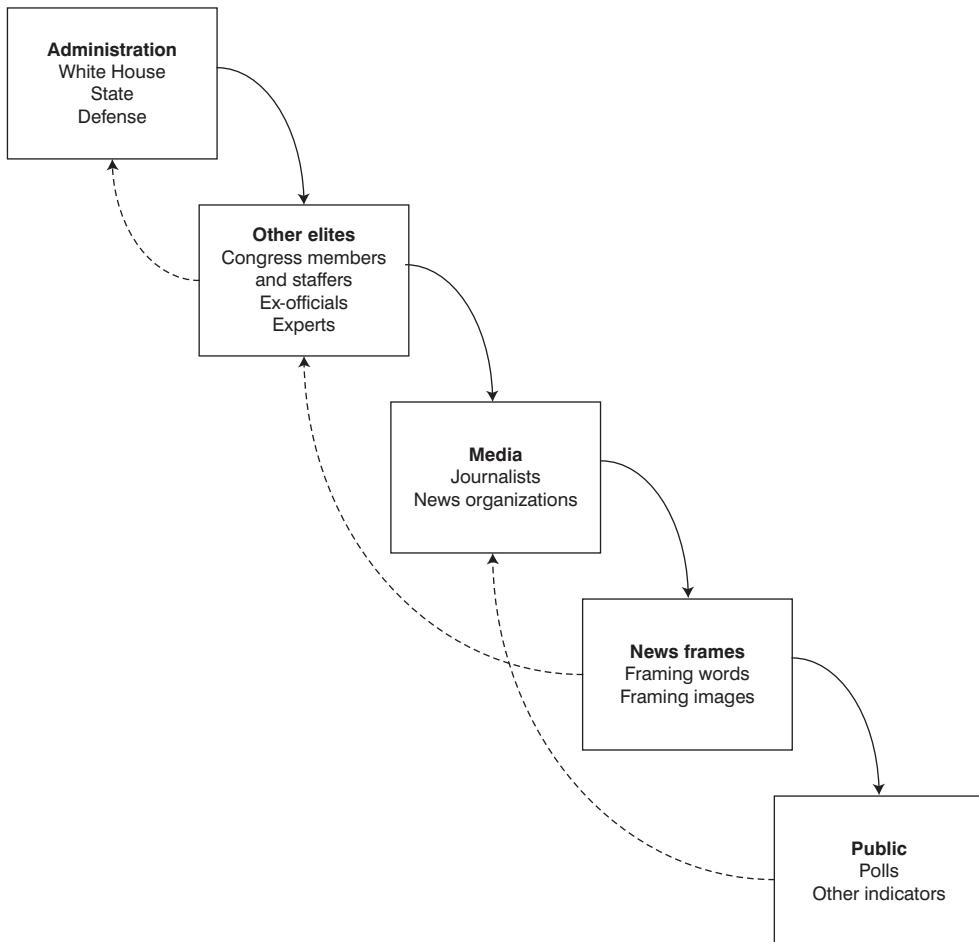 Administration
White House
State
Defense
Other elites
Congress members
and staffers
Ex-officials
Experts
Media
Journalists
News organizations
News frames
Framing words
Framing images
Public
Polls
Other indicators